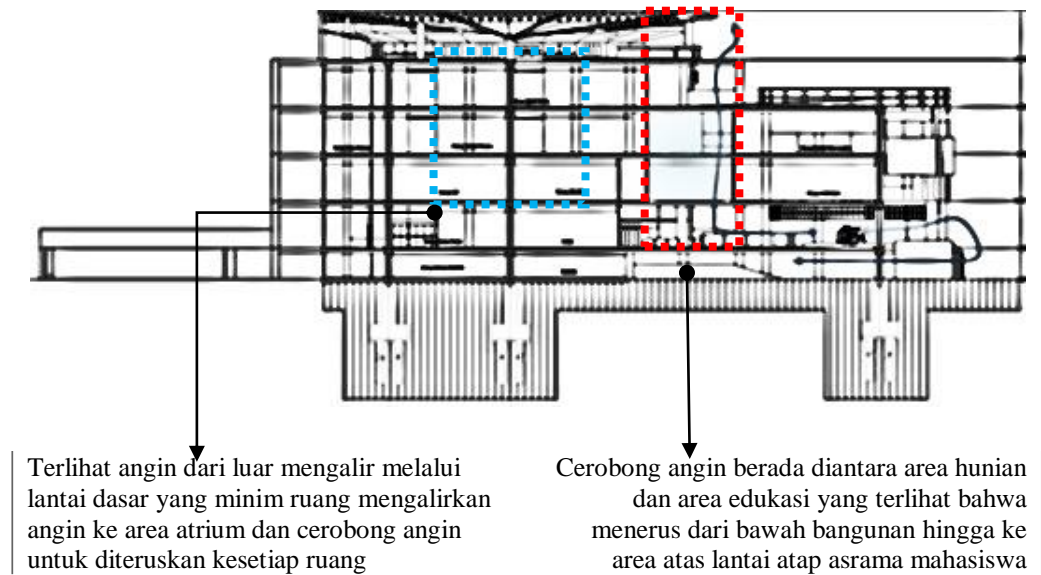 Terlihat angin dari luar mengalir melalui
lantai dasar yang minim ruang mengalirkan
angin ke area atrium dan cerobong angin
untuk diteruskan kesetiap ruang
Cerobong angin berada diantara area hunian
dan area edukasi yang terlihat bahwa
menerus dari bawah bangunan hingga ke
area atas lantai atap asrama mahasiswa